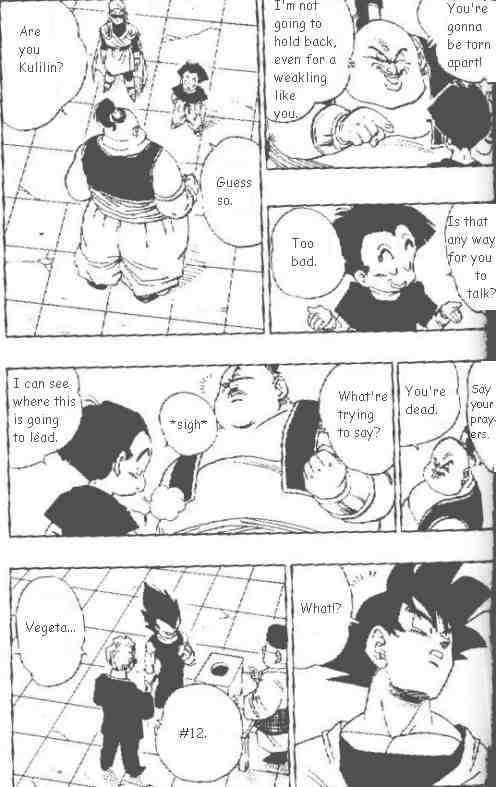 Are
you
Kulilin?
Guess
so.
I'm not
going to
hold back,
even for a
weakling
like
you.
You're
gonna
be torn
apart!
Too
bad.
Is that
any way
for you
to
talk?
I can see
where this
is going
to lead.
*sigh*
What're
trying
to say?
You're
dead.
Say
your
pray-
ers.
Vegeta...
#12.
What!?